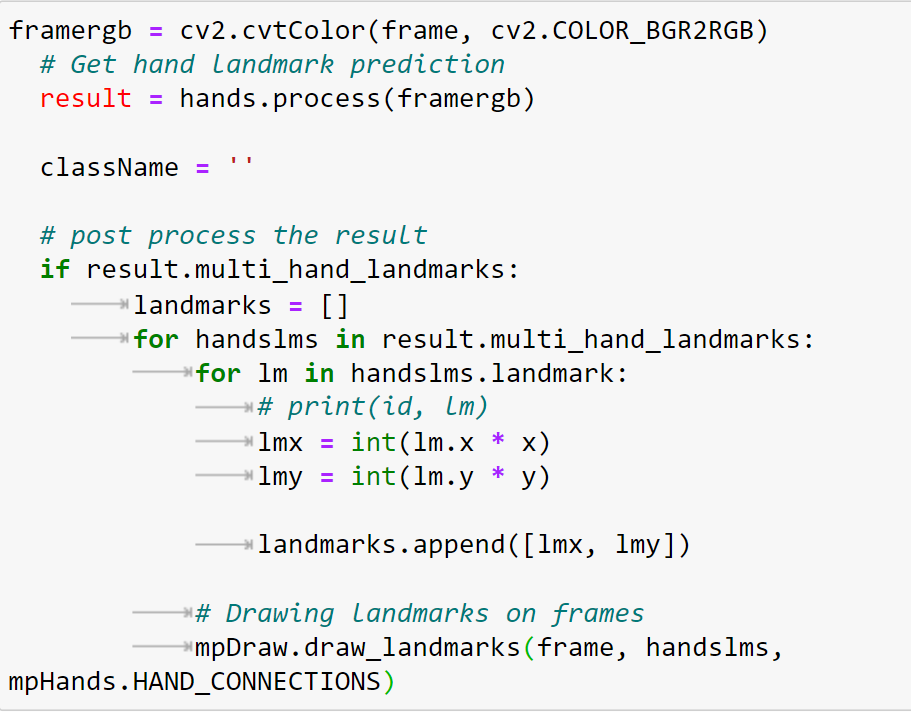 framergb = cv2.cvtColor(frame, cv2.COLOR_BGR2RGB)
  # Get hand landmark prediction
  result = hands.process(framergb)

  className = ''

  # post process the result
  if result.multi_hand_landmarks:
    	landmarks = []
    	for handslms in result.multi_hand_landmarks:
        	for lm in handslms.landmark:
            	# print(id, lm)
            	lmx = int(lm.x * x)
            	lmy = int(lm.y * y)

            	landmarks.append([lmx, lmy])

        	# Drawing landmarks on frames
        	mpDraw.draw_landmarks(frame, handslms,
mpHands.HAND_CONNECTIONS)